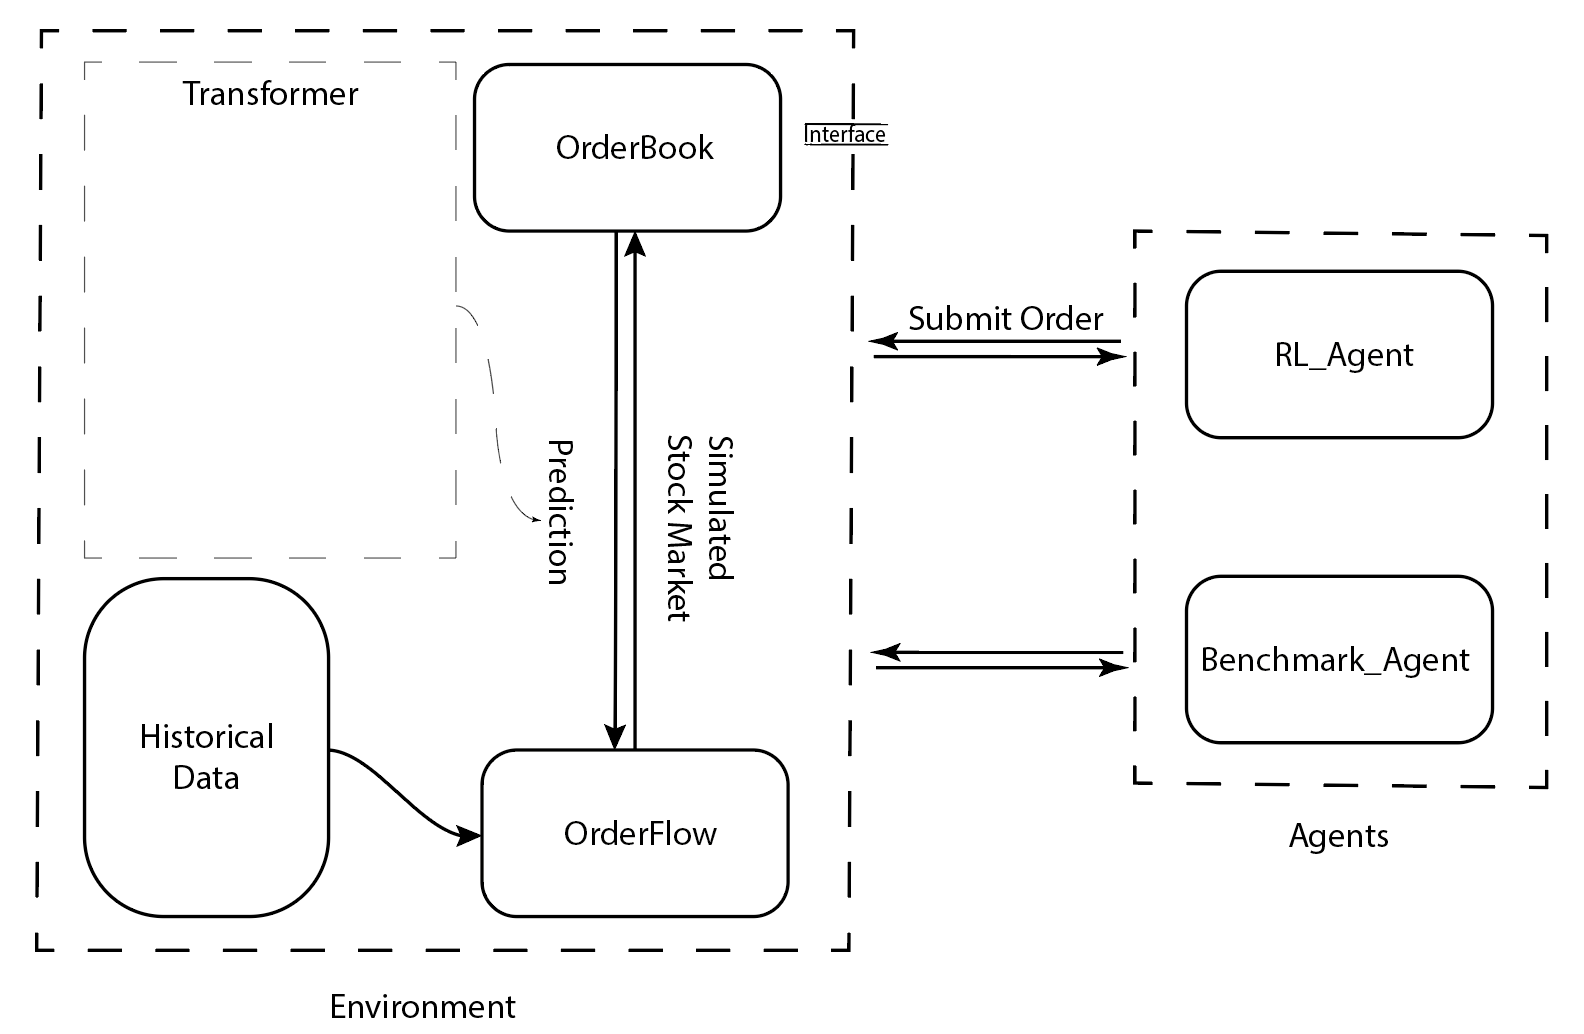 Transformer
OrderBook
Interface
Submit Order
RL_Agent
Prediction
Simulated
Stock Market
Benchmark_Agent
Historical
Data
OrderFlow
Agents
Environment